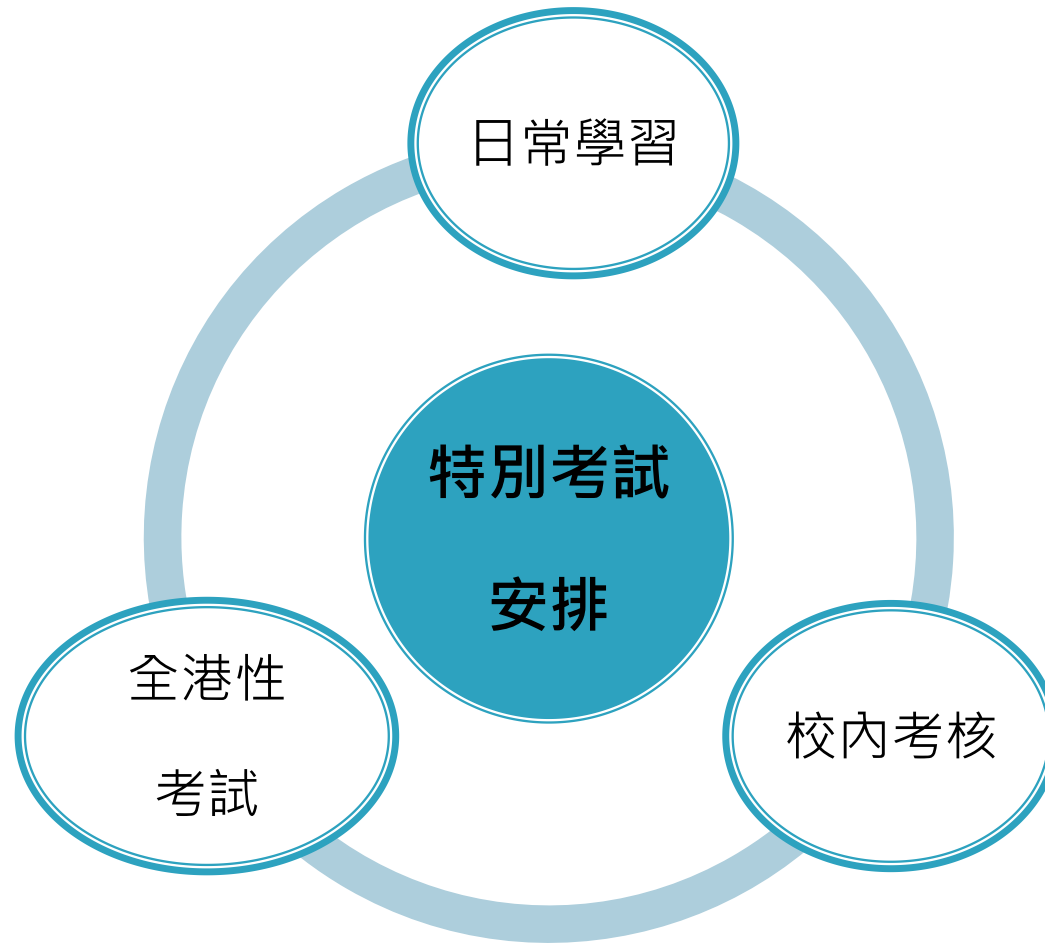 日常學習
特別考試
安排
全港性
考試
校內考核